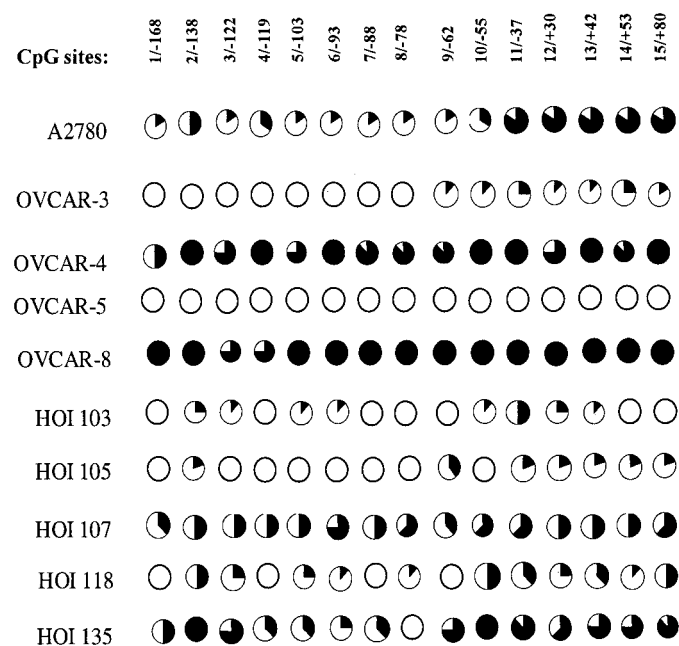 CpG sites: 1/-168 2/-138 3/-122 4/-119 5/-103 6/-93 7/-88 8/-78 9/-62 10/-55 11/-37 12/+30 13/+42 14/+53 15/+80
A2780
OVCAR-3
OVCAR-4
OVCAR-5
OVCAR-8
HOI 103
HOI 105
HOI 107
HOI 118
HOI 135